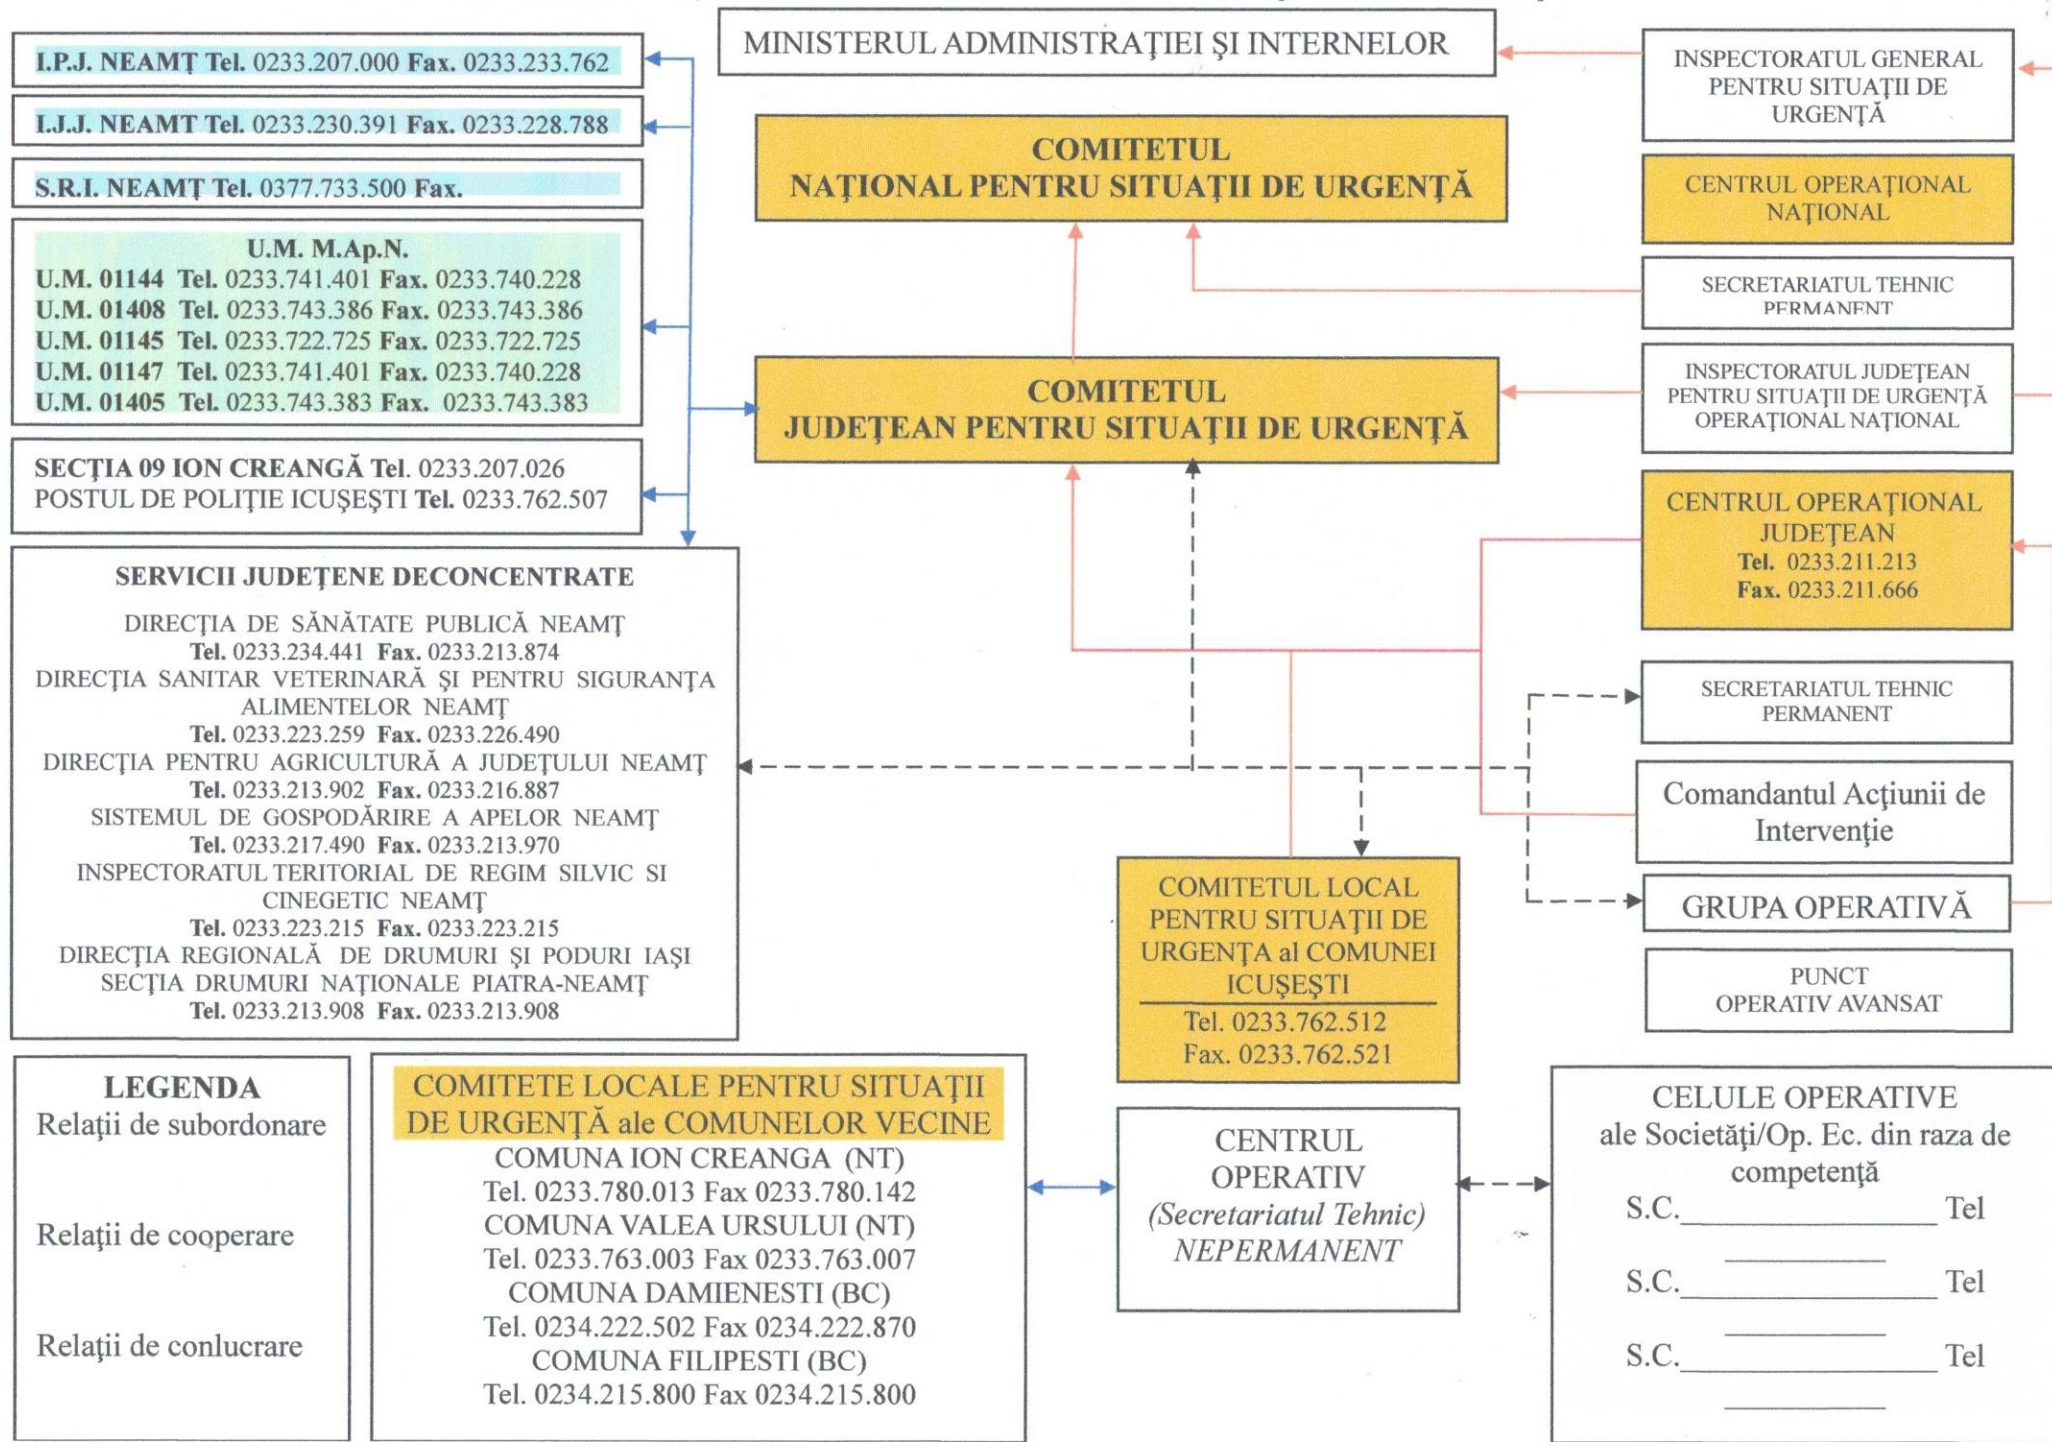 I.P.J. NEAMŢ Tel. 0233.207.000 Fax. 0233.233.762
I.J.J. NEAMT Tel. 0233.230.391 Fax. 0233.228.788
S.R.I. NEAMŢ Tel. 0377.733.500 Fax.
U.M. M.Ap.N.
U.M. 01144 Tel. 0233.741.401 Fax. 0233.740.228
U.M. 01408 Tel. 0233.743.386 Fax. 0233.743.386
U.M. 01145 Tel. 0233.722.725 Fax. 0233.722.725
U.M. 01147 Tel. 0233.741.401 Fax. 0233.740.228
U.M. 01405 Tel. 0233.743.383 Fax. 0233.743.383
SECŢIA 09 ION CREANGĂ Tel. 0233.207.026
POSTUL DE POLIŢIE ICUŞEŞTI Tel. 0233.762.507
SERVICII JUDEŢENE DECONCENTRATE
DIRECŢIA DE SĂNĂTATE PUBLICĂ NEAMŢ
Tel. 0233.234.441 Fax. 0233.213.874
DIRECŢIA SANITAR VETERINARĂ ŞI PENTRU SIGURANŢA
ALIMENTELOR NEAMŢ
Tel. 0233.223.259 Fax. 0233.226.490
DIRECŢIA PENTRU AGRICULTURĂ A JUDEŢULUI NEAMŢ
Tel. 0233.213.902 Fax. 0233.216.887
SISTEMUL DE GOSPODĂRIRE A APELOR NEAMŢ
Tel. 0233.217.490 Fax. 0233.213.970
INSPECTORATUL TERITORIAL DE REGIM SILVIC SI
CINEGETIC NEAMŢ
Tel. 0233.223.215 Fax. 0233.223.215
DIRECŢIA REGIONALĂ DE DRUMURI ŞI PODURI IAŞI
SECŢIA DRUMURI NAŢIONALE PIATRA-NEAMŢ
Tel. 0233.213.908 Fax. 0233.213.908
MINISTERUL ADMINISTRAŢIEI ŞI INTERNELOR
COMITETUL
NAŢIONAL PENTRU SITUAŢII DE URGENŢĂ
COMITETUL
JUDEŢEAN PENTRU SITUAŢII DE URGENŢĂ
INSPECTORATUL GENERAL
PENTRU SITUAŢII DE
URGENŢĂ
CENTRUL OPERAŢIONAL
NAŢIONAL
SECRETARIATUL TEHNIC
PERMANENT
INSPECTORATUL JUDEŢEAN
PENTRU SITUAŢII DE URGENŢĂ
OPERAŢIONAL NAŢIONAL
CENTRUL OPERAŢIONAL
JUDEŢEAN
Tel. 0233.211.213
Fax. 0233.211.666
SECRETARIATUL TEHNIC
PERMANENT
Comandantul Acţiunii de
Intervenţie
GRUPA OPERATIVĂ
PUNCT
OPERATIV AVANSAT
COMITETUL LOCAL
PENTRU SITUAŢII DE
URGENŢA al COMUNEI
ICUŞEŞTI
Tel. 0233.762.512
Fax. 0233.762.521
LEGENDA
Relaţii de subordonare
Relaţii de cooperare
Relaţii de conlucrare
COMITETE LOCALE PENTRU SITUAŢII
DE URGENŢĂ ale COMUNELOR VECINE
COMUNA ION CREANGA (NT)
Tel. 0233.780.013 Fax 0233.780.142
COMUNA VALEA URSULUI (NT)
Tel. 0233.763.003 Fax 0233.763.007
COMUNA DAMIENESTI (BC)
Tel. 0234.222.502 Fax 0234.222.870
COMUNA FILIPESTI (BC)
Tel. 0234.215.800 Fax 0234.215.800
CENTRUL
OPERATIV
(Secretariatul Tehnic)
NEPERMANENT
CELULE OPERATIVE
ale Societăţi/Op. Ec. din raza de
competenţă
S.C.________________ Tel
__________
S.C.________________ Tel
__________
S.C.________________ Tel
__________